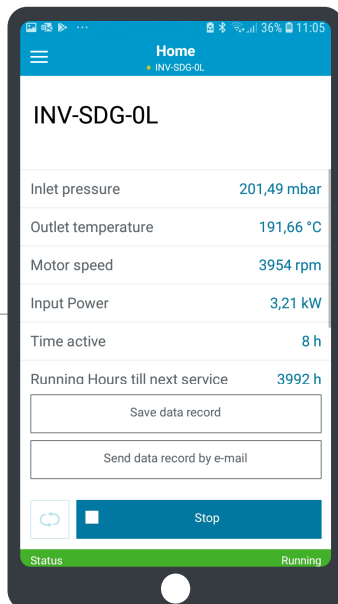 36% 11:05
Home
INV-SDG-0L
INV-SDG-0L
Inlet pressure 201,49 mbar
Outlet temperature 191,66 °C
Motor speed 3954 rpm
Input Power 3,21 kW
Time active 8 h
Running Hours till next service 3992 h
Save data record
Send data record by e-mail
Stop
Status Running